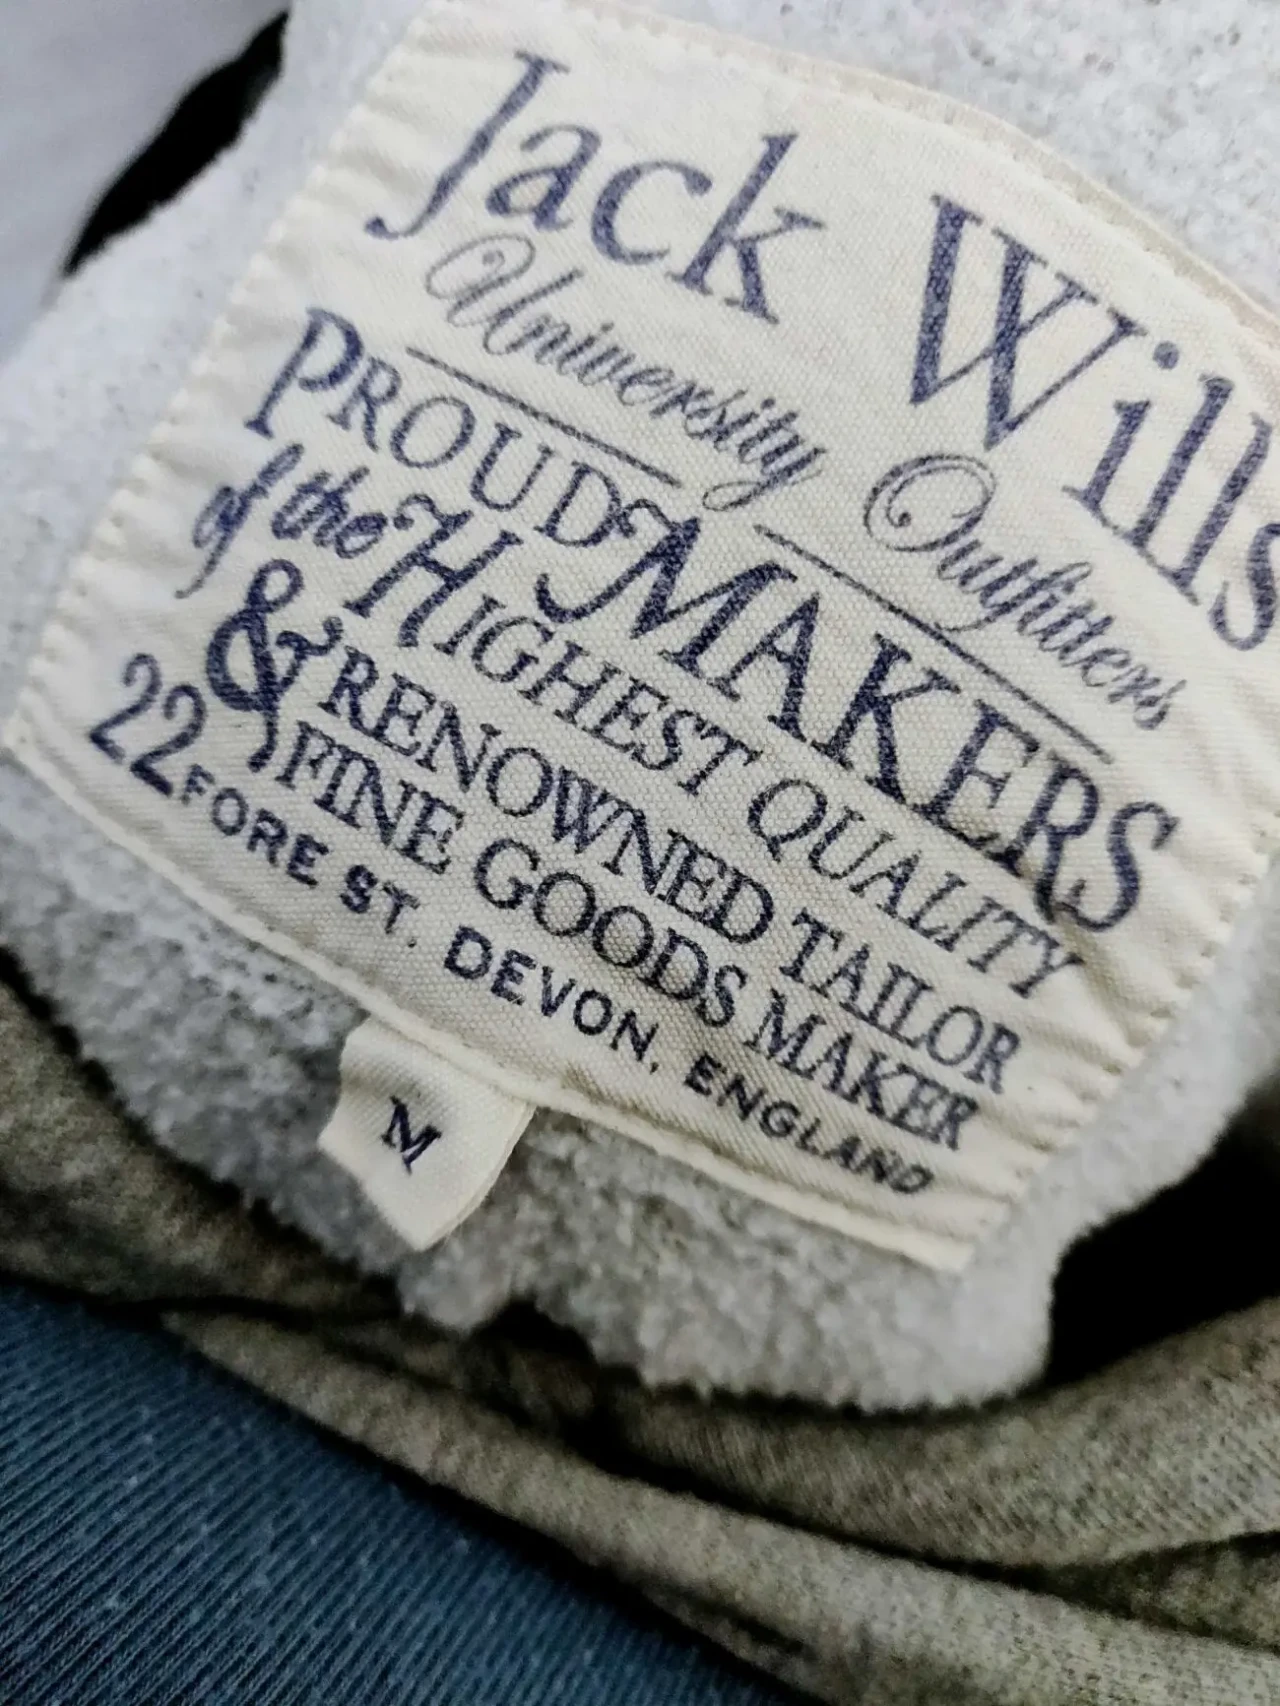 Jack Wills
University Outfitters
PROUD MAKERS
of the HIGHEST QUALITY
& RENOWNED TAILOR
FINE GOODS MAKER
22 FORE ST. DEVON, ENGLAND
M